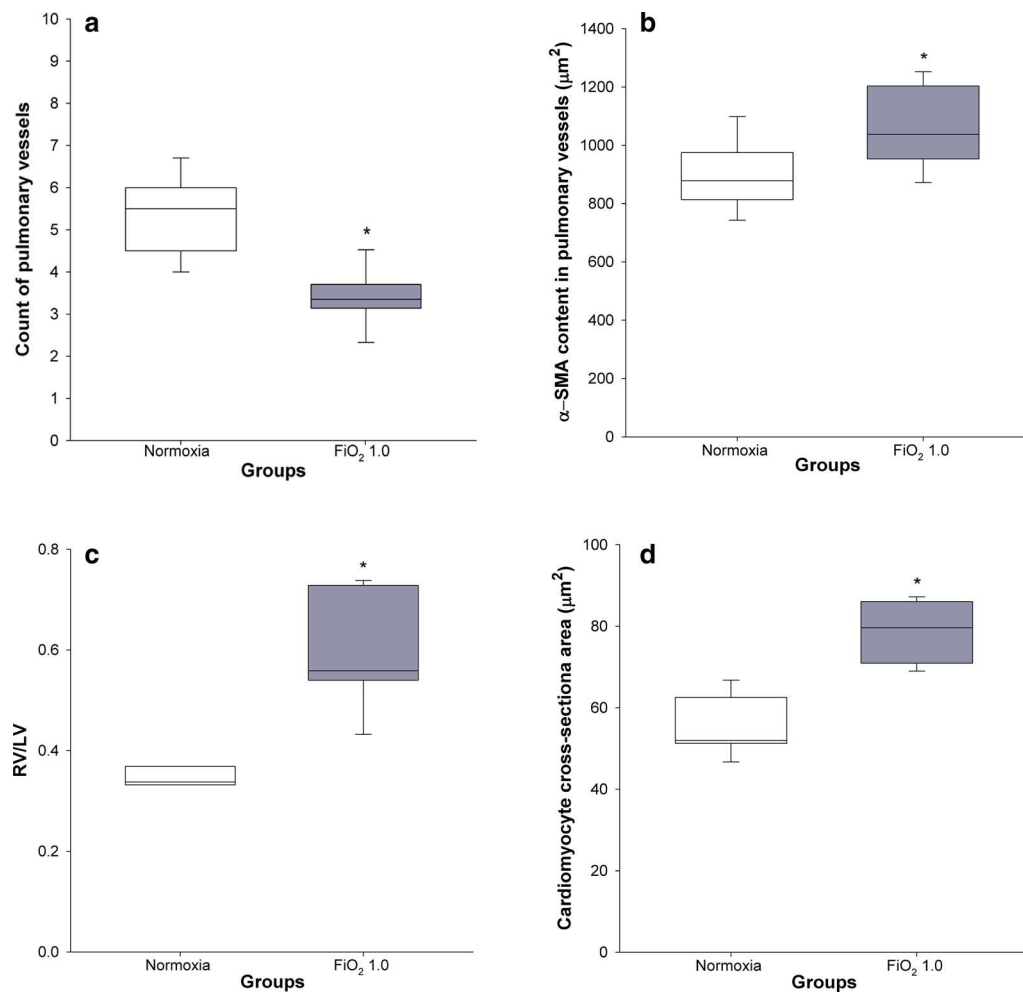 a
Count of pulmonary vessels
10
9
8
7
6
5
4
3
2
1
0
*
Normoxia
FiO₂ 1.0
Groups
b
α–SMA content in pulmonary vessels (μm²)
1400
1200
1000
800
600
400
200
0
*
Normoxia
FiO₂ 1.0
Groups
c
RV/LV
0.8
0.6
0.4
0.2
0.0
*
Normoxia
FiO₂ 1.0
Groups
d
Cardiomyocyte cross-sectiona area (μm²)
100
80
60
40
20
0
*
Normoxia
FiO₂ 1.0
Groups